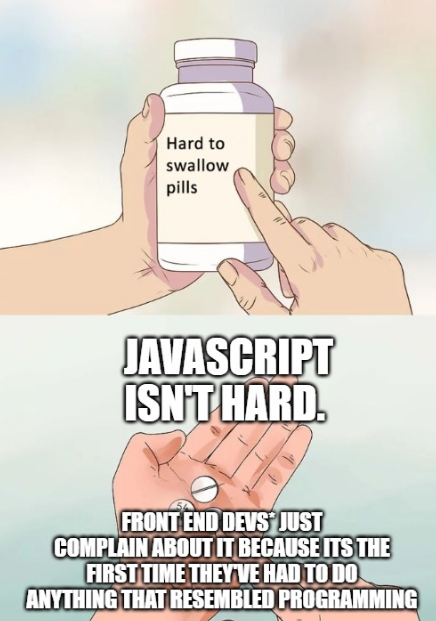 Hard to
swallow
pills
JAVASCRIPT
ISN'T HARD.
FRONT END DEVS* JUST
COMPLAIN ABOUT IT BECAUSE ITS THE
FIRST TIME THEY'VE HAD TO DO
ANYTHING THAT RESEMBLED PROGRAMMING